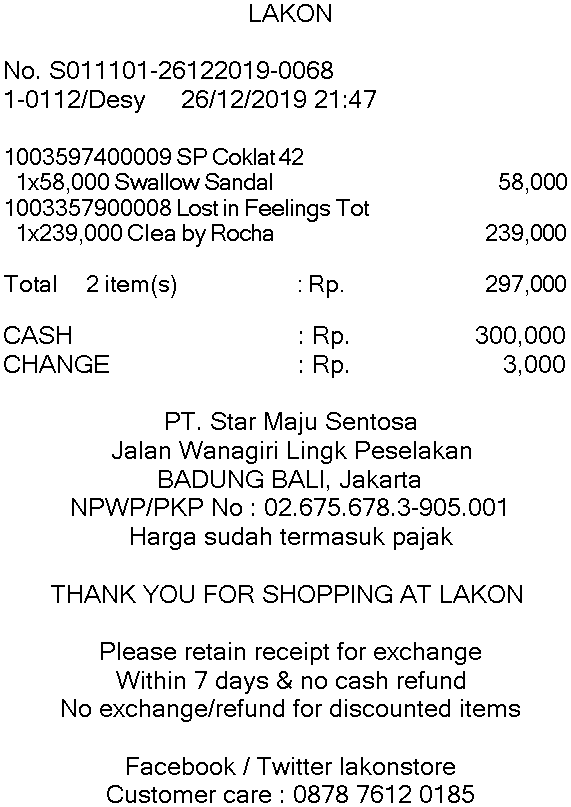 LAKON
No. S011101-26122019-0068
1-0112/Desy 26/12/2019 21:47
1003597400009 SP Coklat 42
1x58,000 Swallow Sandal 58,000
1003357900008 Lost in Feelings Tot
1x239,000 Clea by Rocha 239,000
Total 2 item(s) : Rp. 297,000
CASH : Rp. 300,000
CHANGE : Rp. 3,000
PT. Star Maju Sentosa
Jalan Wanagiri Lingk Peselakan
BADUNG BALI, Jakarta
NPWP/PKP No : 02.675.678.3-905.001
Harga sudah termasuk pajak
THANK YOU FOR SHOPPING AT LAKON
Please retain receipt for exchange
Within 7 days & no cash refund
No exchange/refund for discounted items
Facebook / Twitter lakonstore
Customer care : 0878 7612 0185